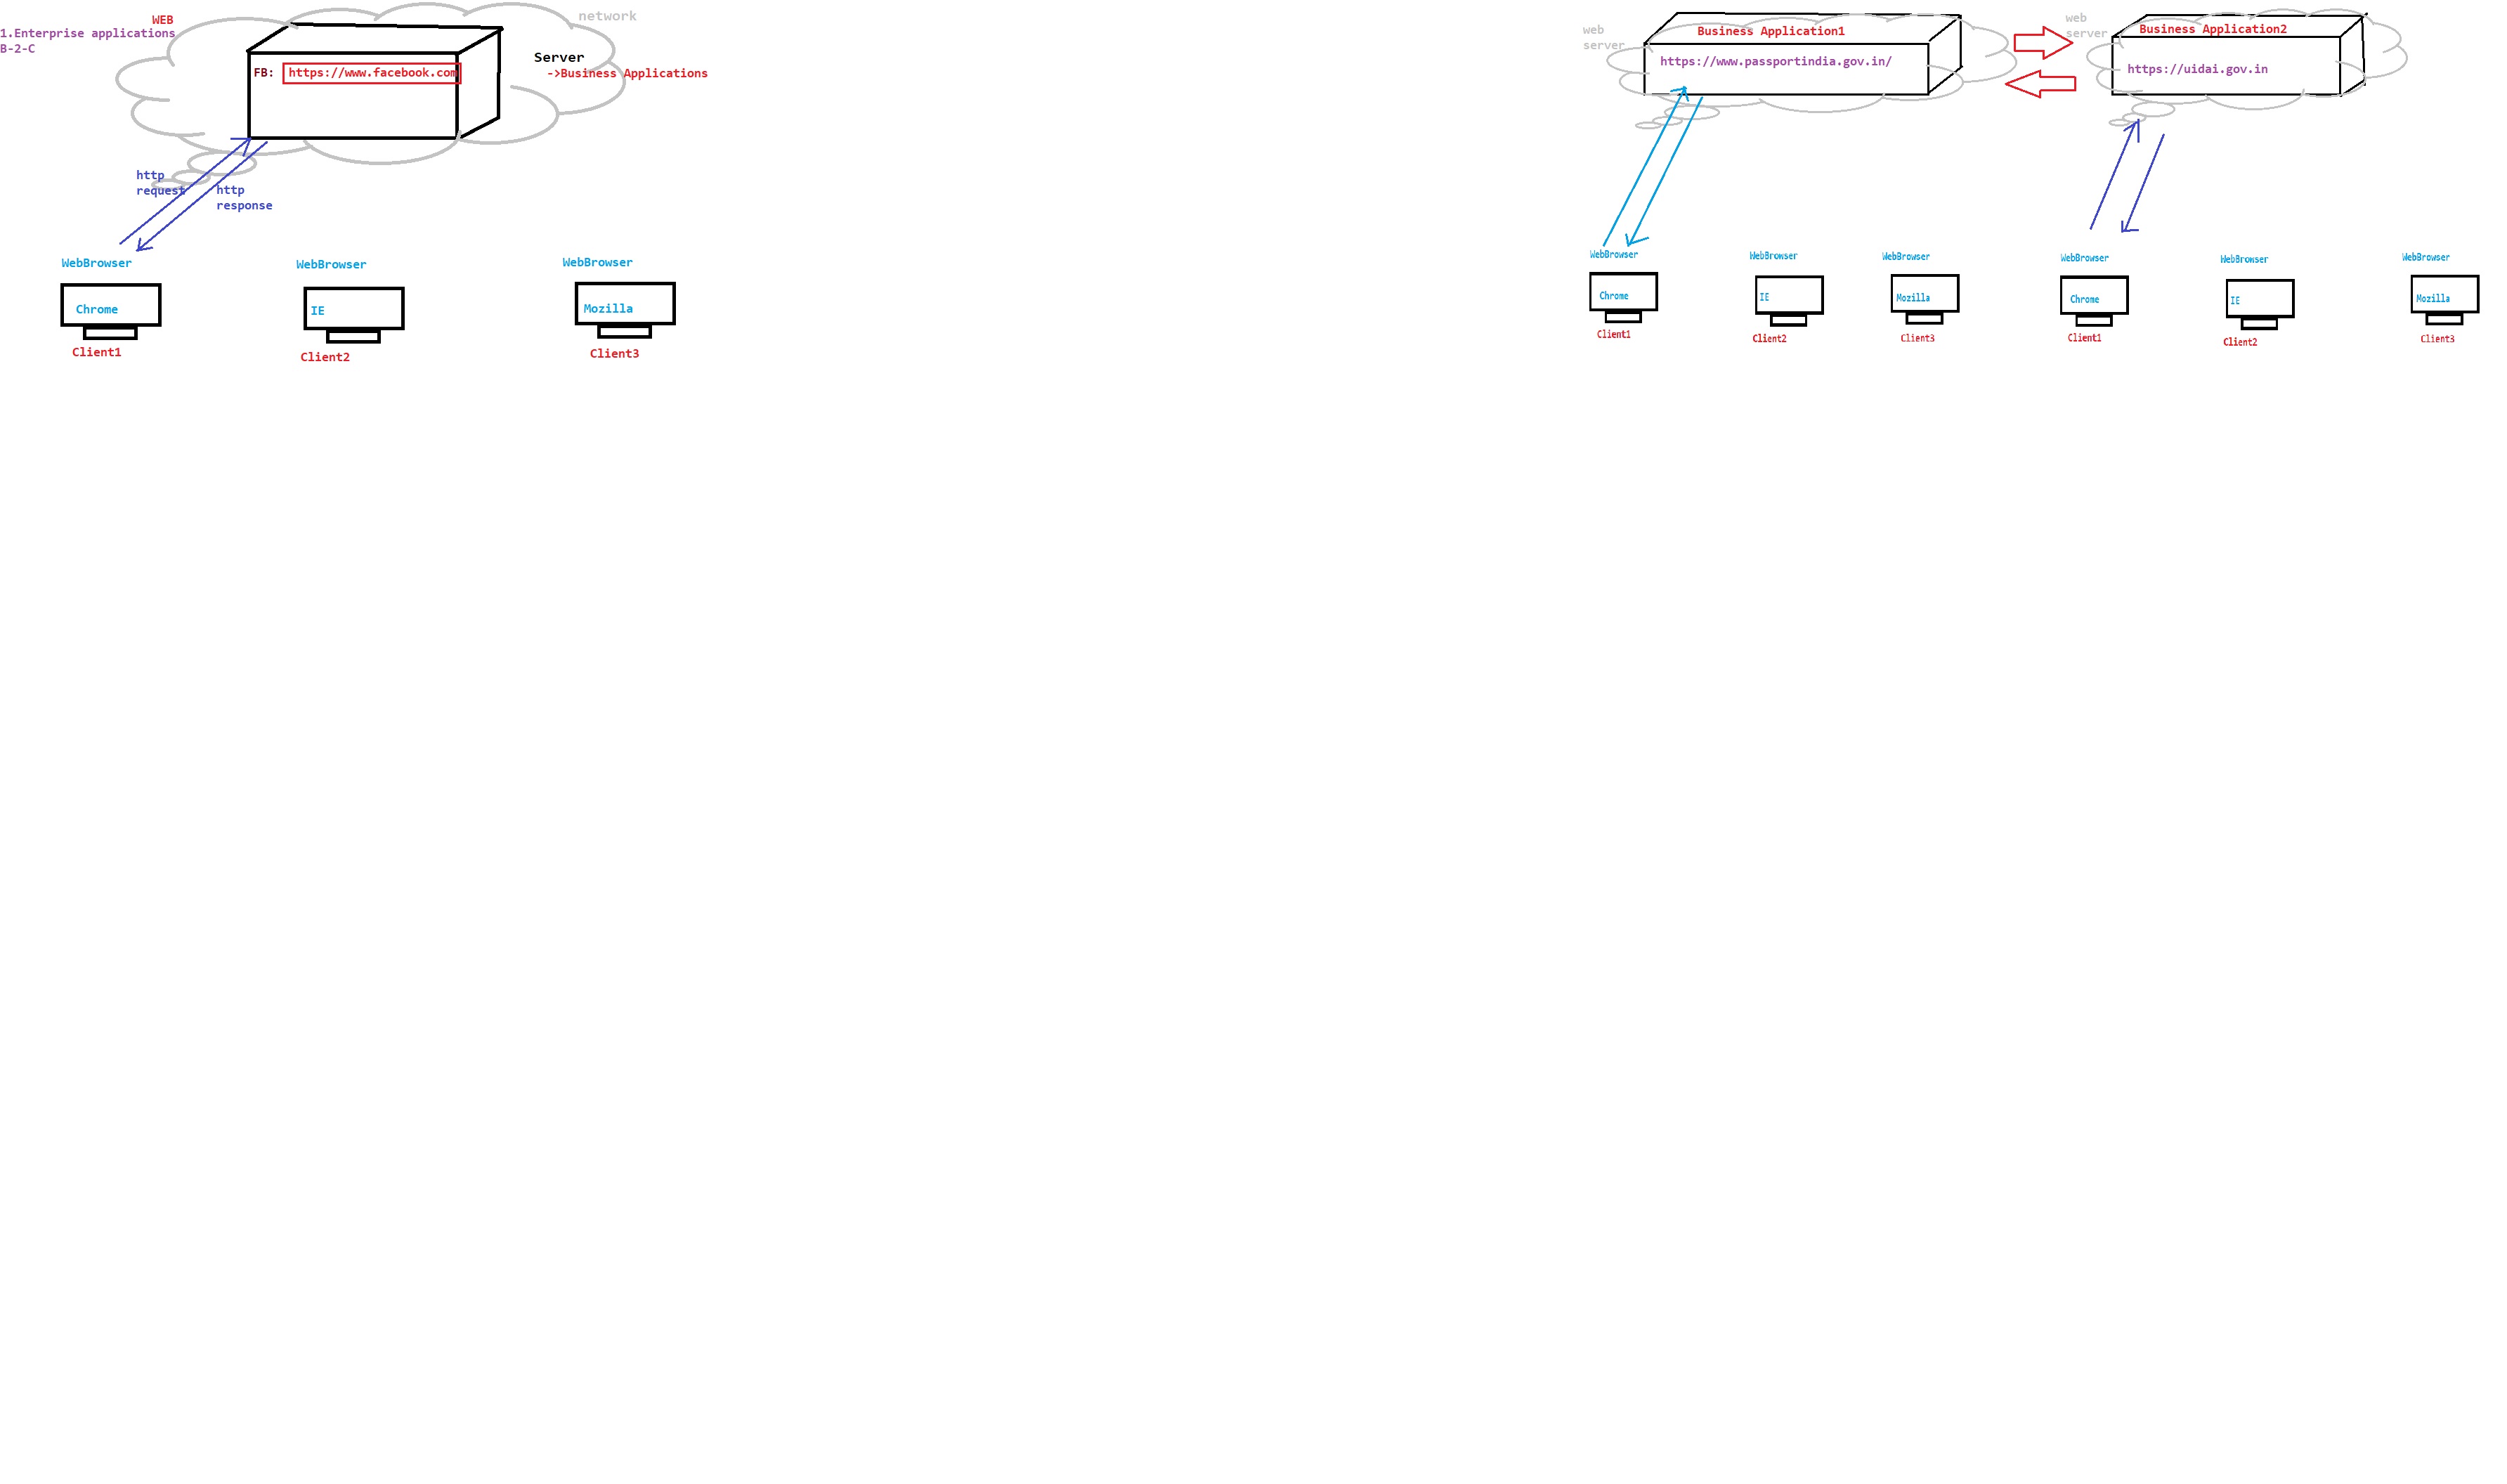 WEB
1.Enterprise applications
B-2-C
network
Server
->Business Applications
FB: https://www.facebook.com
http
request
http
response
WebBrowser
Chrome
Client1
WebBrowser
IE
Client2
WebBrowser
Mozilla
Client3
web
server
Business Application1
https://www.passportindia.gov.in/
web
server
Business Application2
https://uidai.gov.in
WebBrowser
Chrome
Client1
WebBrowser
IE
Client2
WebBrowser
Mozilla
Client3
WebBrowser
Chrome
Client1
WebBrowser
IE
Client2
WebBrowser
Mozilla
Client3